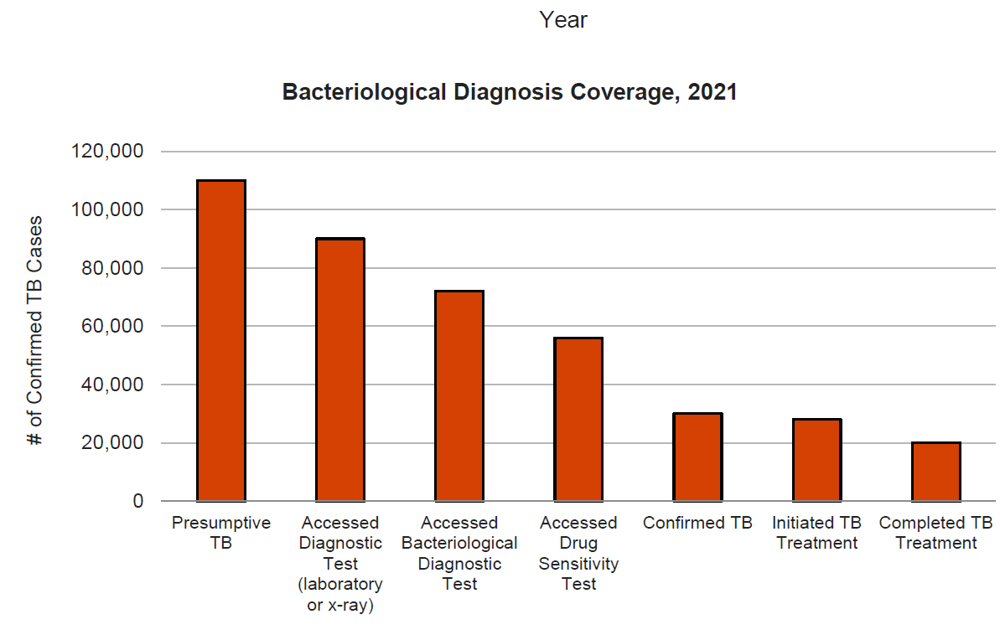 Year
Bacteriological Diagnosis Coverage, 2021
# of Confirmed TB Cases
120,000
100,000
80,000
60,000
40,000
20,000
0
Presumptive
TB
Accessed
Diagnostic
Test
(laboratory
or x-ray)
Accessed
Bacteriological
Diagnostic
Test
Accessed
Drug
Sensitivity
Test
Confirmed TB
Initiated TB
Treatment
Completed TB
Treatment